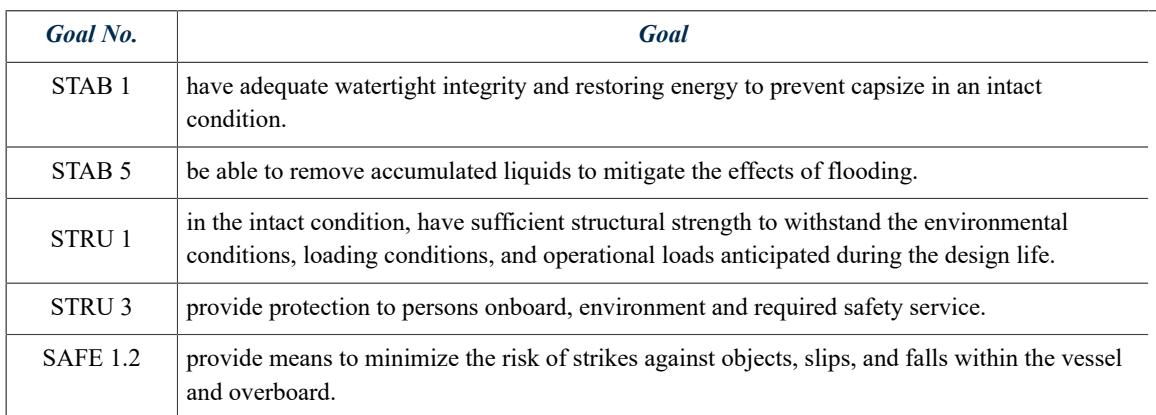 Goal No. Goal
STAB 1 have adequate watertight integrity and restoring energy to prevent capsize in an intact
condition.
STAB 5 be able to remove accumulated liquids to mitigate the effects of flooding.
STRU 1 in the intact condition, have sufficient structural strength to withstand the environmental
conditions, loading conditions, and operational loads anticipated during the design life.
STRU 3 provide protection to persons onboard, environment and required safety service.
SAFE 1.2 provide means to minimize the risk of strikes against objects, slips, and falls within the vessel
and overboard.